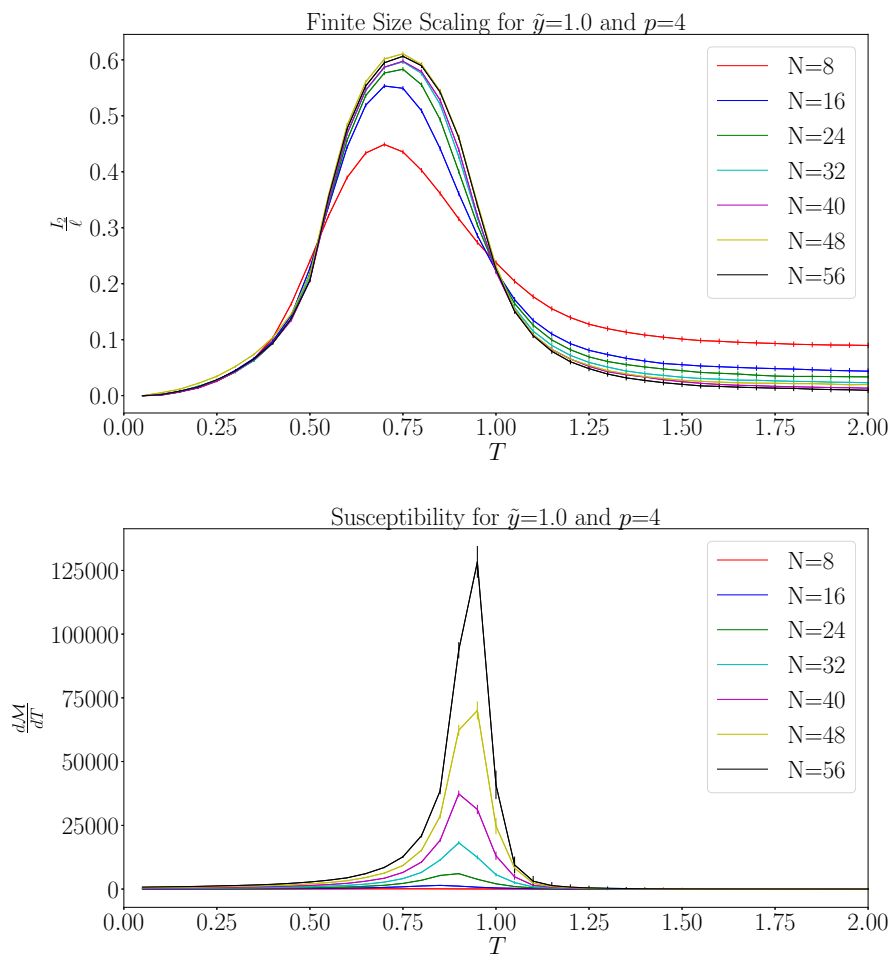 Finite Size Scaling for ỹ=1.0 and p=4
0.6
0.5
0.4
0.3
0.2
0.1
0.0
I₂/ℓ
N=8
N=16
N=24
N=32
N=40
N=48
N=56
0.00 0.25 0.50 0.75 1.00 1.25 1.50 1.75 2.00
T
Susceptibility for ỹ=1.0 and p=4
125000
100000
75000
50000
25000
0
dM/dT
N=8
N=16
N=24
N=32
N=40
N=48
N=56
0.00 0.25 0.50 0.75 1.00 1.25 1.50 1.75 2.00
T